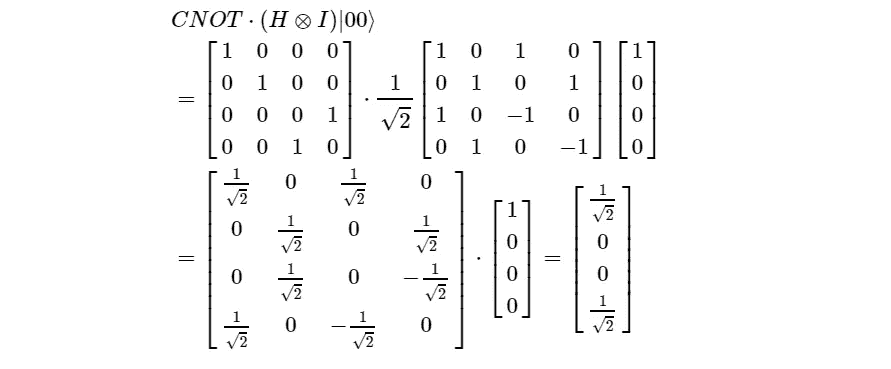 CNOT · (H ⊗ I)|00⟩
= [1 0 0 0; 0 1 0 0; 0 0 0 1; 0 0 1 0] · 1/√2 [1 0 1 0; 0 1 0 1; 1 0 −1 0; 0 1 0 −1] [1; 0; 0; 0]
= [1/√2 0 1/√2 0; 0 1/√2 0 1/√2; 0 1/√2 0 −1/√2; 1/√2 0 −1/√2 0] · [1; 0; 0; 0] = [1/√2; 0; 0; 1/√2]